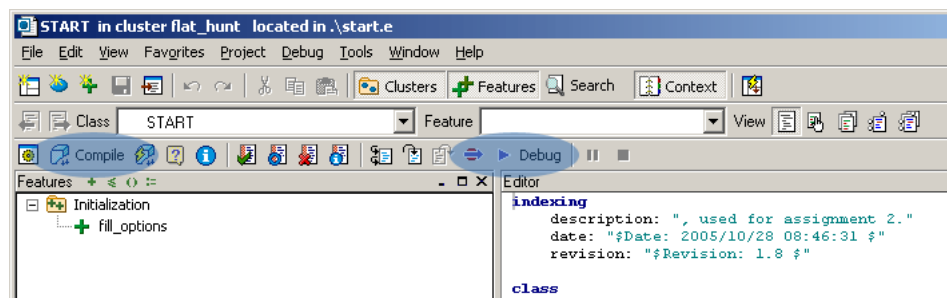 START in cluster flat_hunt located in .\start.e
File Edit View Favorites Project Debug Tools Window Help
Clusters Features Search Context
Class START Feature View
Compile Debug
Features Editor
Initialization
fill_options
indexing
description: ", used for assignment 2."
date: "$Date: 2005/10/28 08:46:31 $"
revision: "$Revision: 1.8 $"
class